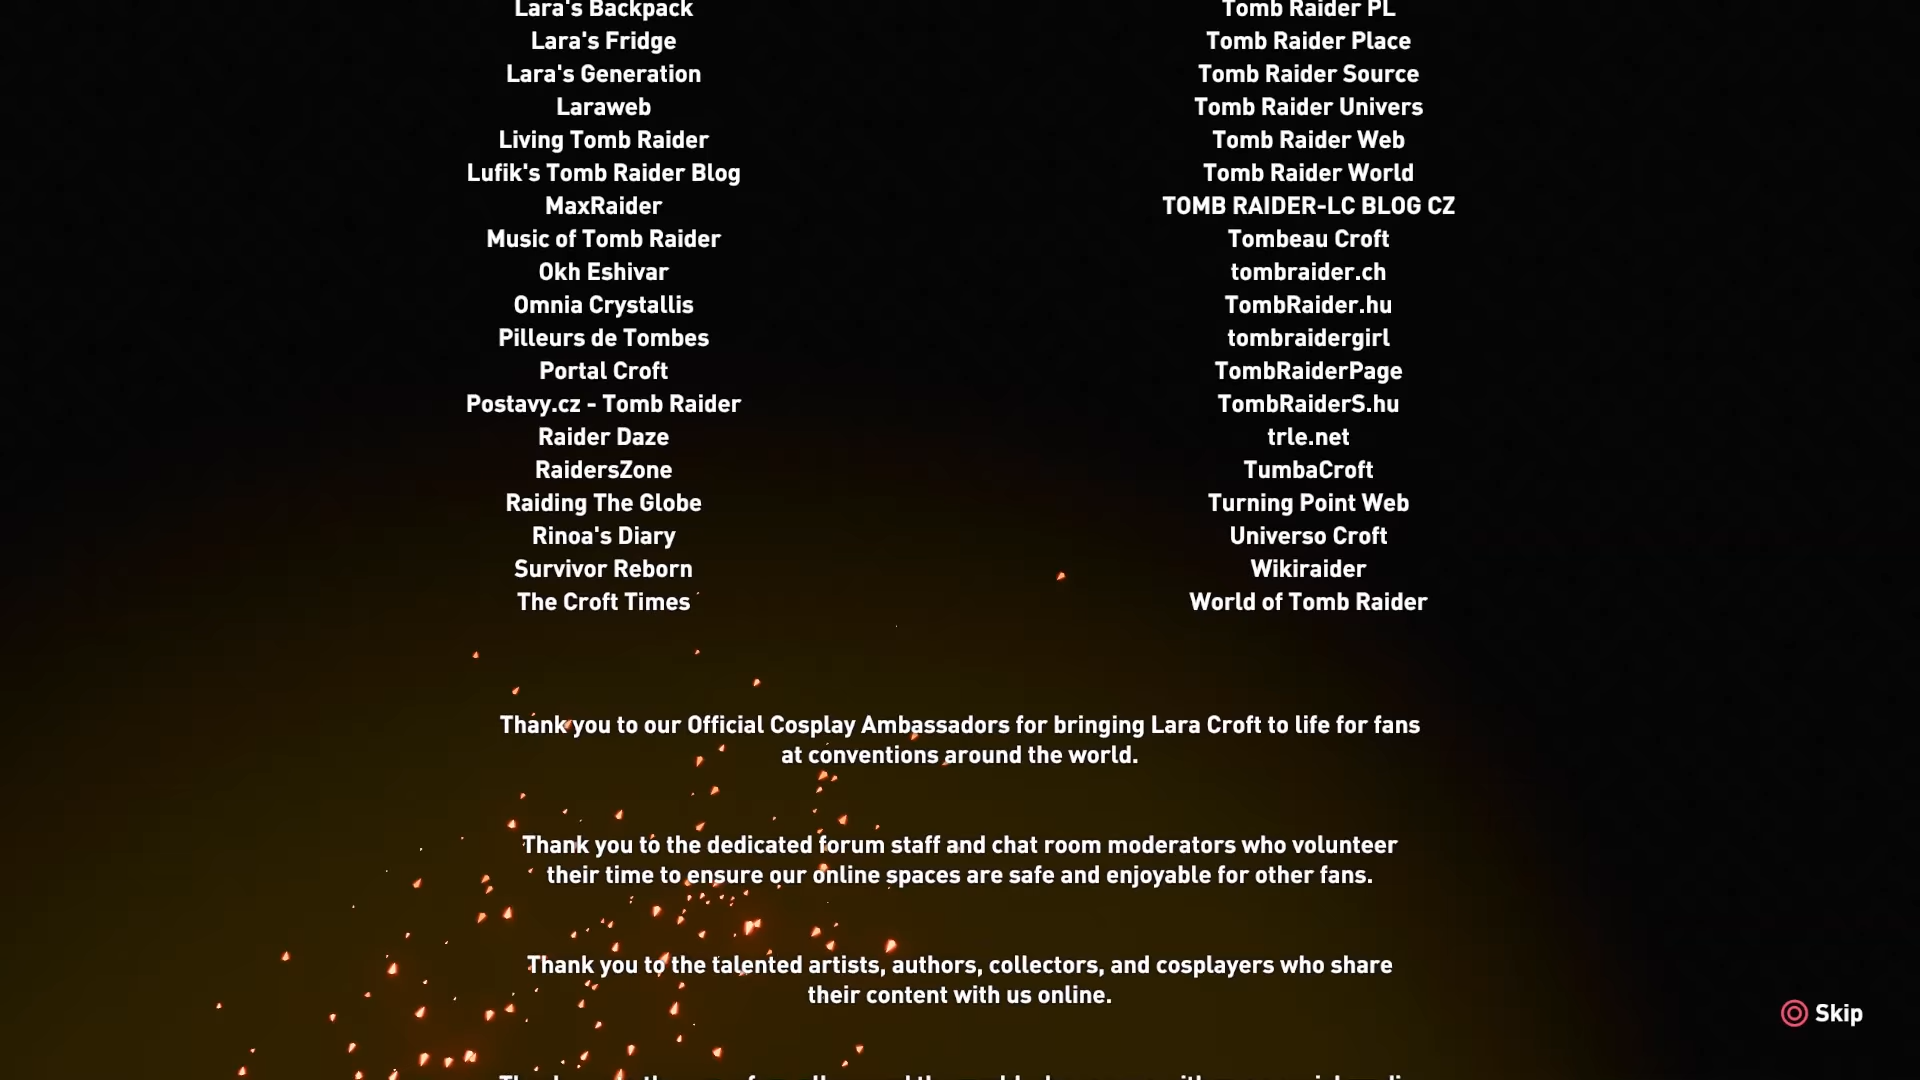 Lara's Backpack
Lara's Fridge
Lara's Generation
Laraweb
Living Tomb Raider
Lufik's Tomb Raider Blog
MaxRaider
Music of Tomb Raider
Okh Eshivar
Omnia Crystallis
Pilleurs de Tombes
Portal Croft
Postavy.cz - Tomb Raider
Raider Daze
RaidersZone
Raiding The Globe
Rinoa's Diary
Survivor Reborn
The Croft Times
Tomb Raider PL
Tomb Raider Place
Tomb Raider Source
Tomb Raider Univers
Tomb Raider Web
Tomb Raider World
TOMB RAIDER-LC BLOG CZ
Tombeau Croft
tombraider.ch
TombRaider.hu
tombraidergirl
TombRaiderPage
TombRaiderS.hu
trle.net
TumbaCroft
Turning Point Web
Universo Croft
Wikiraider
World of Tomb Raider
Thank you to our Official Cosplay Ambassadors for bringing Lara Croft to life for fans
at conventions around the world.
Thank you to the dedicated forum staff and chat room moderators who volunteer
their time to ensure our online spaces are safe and enjoyable for other fans.
Thank you to the talented artists, authors, collectors, and cosplayers who share
their content with us online.
Skip